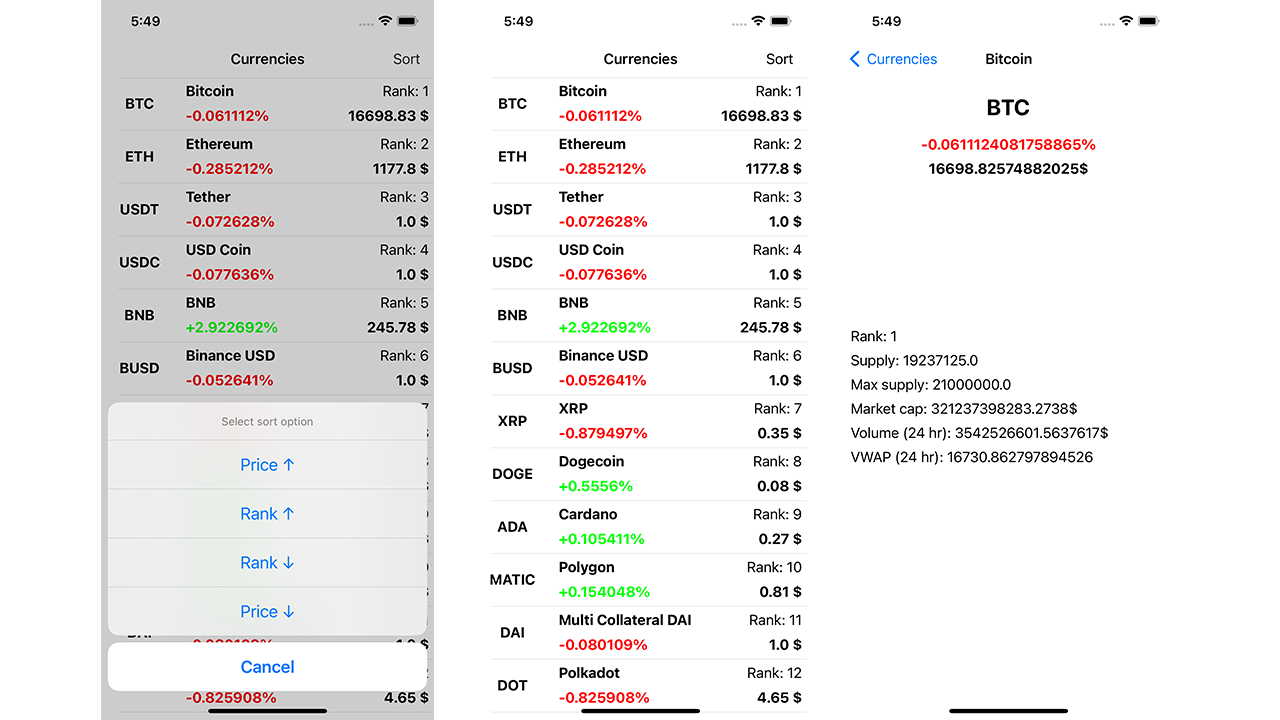 5:49
Currencies
Sort
BTC
Bitcoin
Rank: 1
-0.061112%
16698.83 $
ETH
Ethereum
Rank: 2
-0.285212%
1177.8 $
USDT
Tether
Rank: 3
-0.072628%
1.0 $
USDC
USD Coin
Rank: 4
-0.077636%
1.0 $
BNB
BNB
Rank: 5
+2.922692%
245.78 $
BUSD
Binance USD
Rank: 6
-0.052641%
1.0 $
Select sort option
Price ↑
Rank ↑
Rank ↓
Price ↓
Cancel
-0.825908%
4.65 $
5:49
Currencies
Sort
BTC
Bitcoin
Rank: 1
-0.061112%
16698.83 $
ETH
Ethereum
Rank: 2
-0.285212%
1177.8 $
USDT
Tether
Rank: 3
-0.072628%
1.0 $
USDC
USD Coin
Rank: 4
-0.077636%
1.0 $
BNB
BNB
Rank: 5
+2.922692%
245.78 $
BUSD
Binance USD
Rank: 6
-0.052641%
1.0 $
XRP
XRP
Rank: 7
-0.879497%
0.35 $
DOGE
Dogecoin
Rank: 8
+0.5556%
0.08 $
ADA
Cardano
Rank: 9
+0.105411%
0.27 $
MATIC
Polygon
Rank: 10
+0.154048%
0.81 $
DAI
Multi Collateral DAI
Rank: 11
-0.080109%
1.0 $
DOT
Polkadot
Rank: 12
-0.825908%
4.65 $
5:49
Currencies
Bitcoin
BTC
-0.0611124081758865%
16698.82574882025$
Rank: 1
Supply: 19237125.0
Max supply: 21000000.0
Market cap: 321237398283.2738$
Volume (24 hr): 3542526601.5637617$
VWAP (24 hr): 16730.862797894526